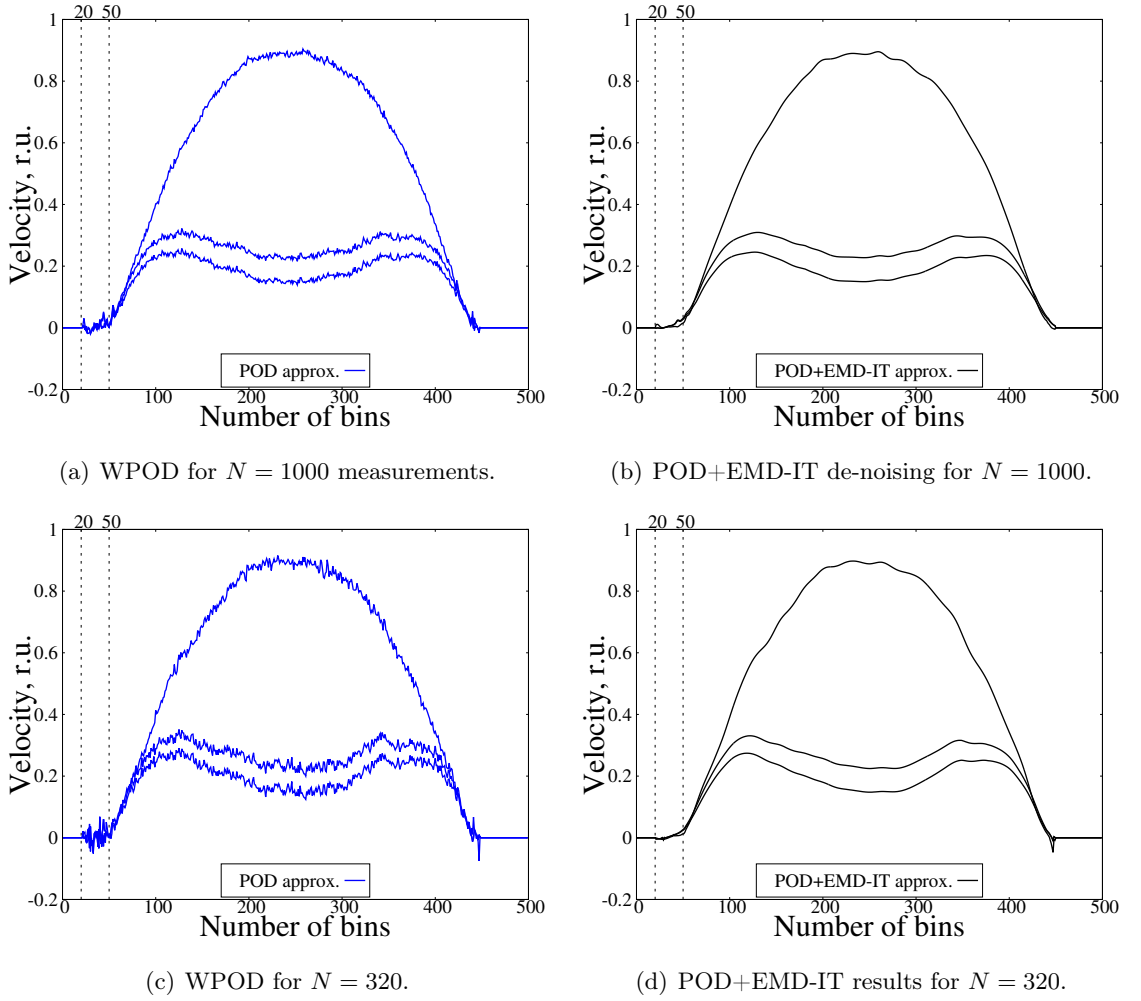 20 50
1
0.8
0.6
0.4
0.2
0
-0.2
Velocity, r.u.
POD approx.
0 100 200 300 400 500
Number of bins
(a) WPOD for N = 1000 measurements.
20 50
1
0.8
0.6
0.4
0.2
0
-0.2
Velocity, r.u.
POD+EMD-IT approx.
0 100 200 300 400 500
Number of bins
(b) POD+EMD-IT de-noising for N = 1000.
20 50
1
0.8
0.6
0.4
0.2
0
-0.2
Velocity, r.u.
POD approx.
0 100 200 300 400 500
Number of bins
(c) WPOD for N = 320.
20 50
1
0.8
0.6
0.4
0.2
0
-0.2
Velocity, r.u.
POD+EMD-IT approx.
0 100 200 300 400 500
Number of bins
(d) POD+EMD-IT results for N = 320.